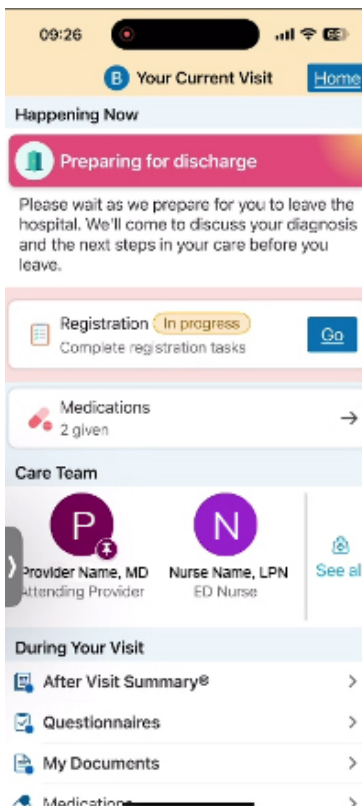 09:26
B Your Current Visit Home
Happening Now
Preparing for discharge
Please wait as we prepare for you to leave the
hospital. We'll come to discuss your diagnosis
and the next steps in your care before you
leave.
Registration In progress
Complete registration tasks
Go
Medications
2 given
Care Team
P
N
Provider Name, MD
Attending Provider
Nurse Name, LPN
ED Nurse
See al
During Your Visit
After Visit Summary®
Questionnaires
My Documents
Medications